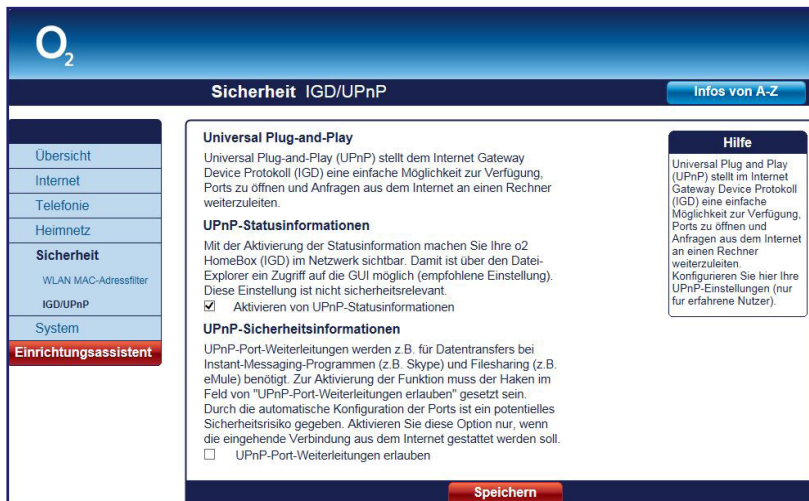 O2
Sicherheit IGD/UPnP
Infos von A-Z
Übersicht
Internet
Telefonie
Heimnetz
Sicherheit
WLAN MAC-Adressfilter
IGD/UPnP
System
Einrichtungsassistent
Universal Plug-and-Play
Universal Plug-and-Play (UPnP) stellt dem Internet Gateway
Device Protokoll (IGD) eine einfache Möglichkeit zur Verfügung,
Ports zu öffnen und Anfragen aus dem Internet an einen Rechner
weiterzuleiten.
UPnP-Statusinformationen
Mit der Aktivierung der Statusinformation machen Sie Ihre o2
HomeBox (IGD) im Netzwerk sichtbar. Damit ist über den Datei-
Explorer ein Zugriff auf die GUI möglich (empfohlene Einstellung).
Diese Einstellung ist nicht sicherheitsrelevant.
Aktivieren von UPnP-Statusinformationen
UPnP-Sicherheitsinformationen
UPnP-Port-Weiterleitungen werden z.B. für Datentransfers bei
Instant-Messaging-Programmen (z.B. Skype) und Filesharing (z.B.
eMule) benötigt. Zur Aktivierung der Funktion muss der Haken im
Feld von "UPnP-Port-Weiterleitungen erlauben" gesetzt sein.
Durch die automatische Konfiguration der Ports ist ein potentielles
Sicherheitsrisiko gegeben. Aktivieren Sie diese Option nur, wenn
die eingehende Verbindung aus dem Internet gestattet werden soll.
UPnP-Port-Weiterleitungen erlauben
Speichern
Hilfe
Universal Plug and Play
(UPnP) stellt im Internet
Gateway Device Protokoll
(IGD) eine einfache
Möglichkeit zur Verfügung,
Ports zu öffnen und
Anfragen aus dem Internet
an einen Rechner
weiterzuleiten.
Konfigurieren Sie hier Ihre
UPnP-Einstellungen (nur
fur erfahrene Nutzer).